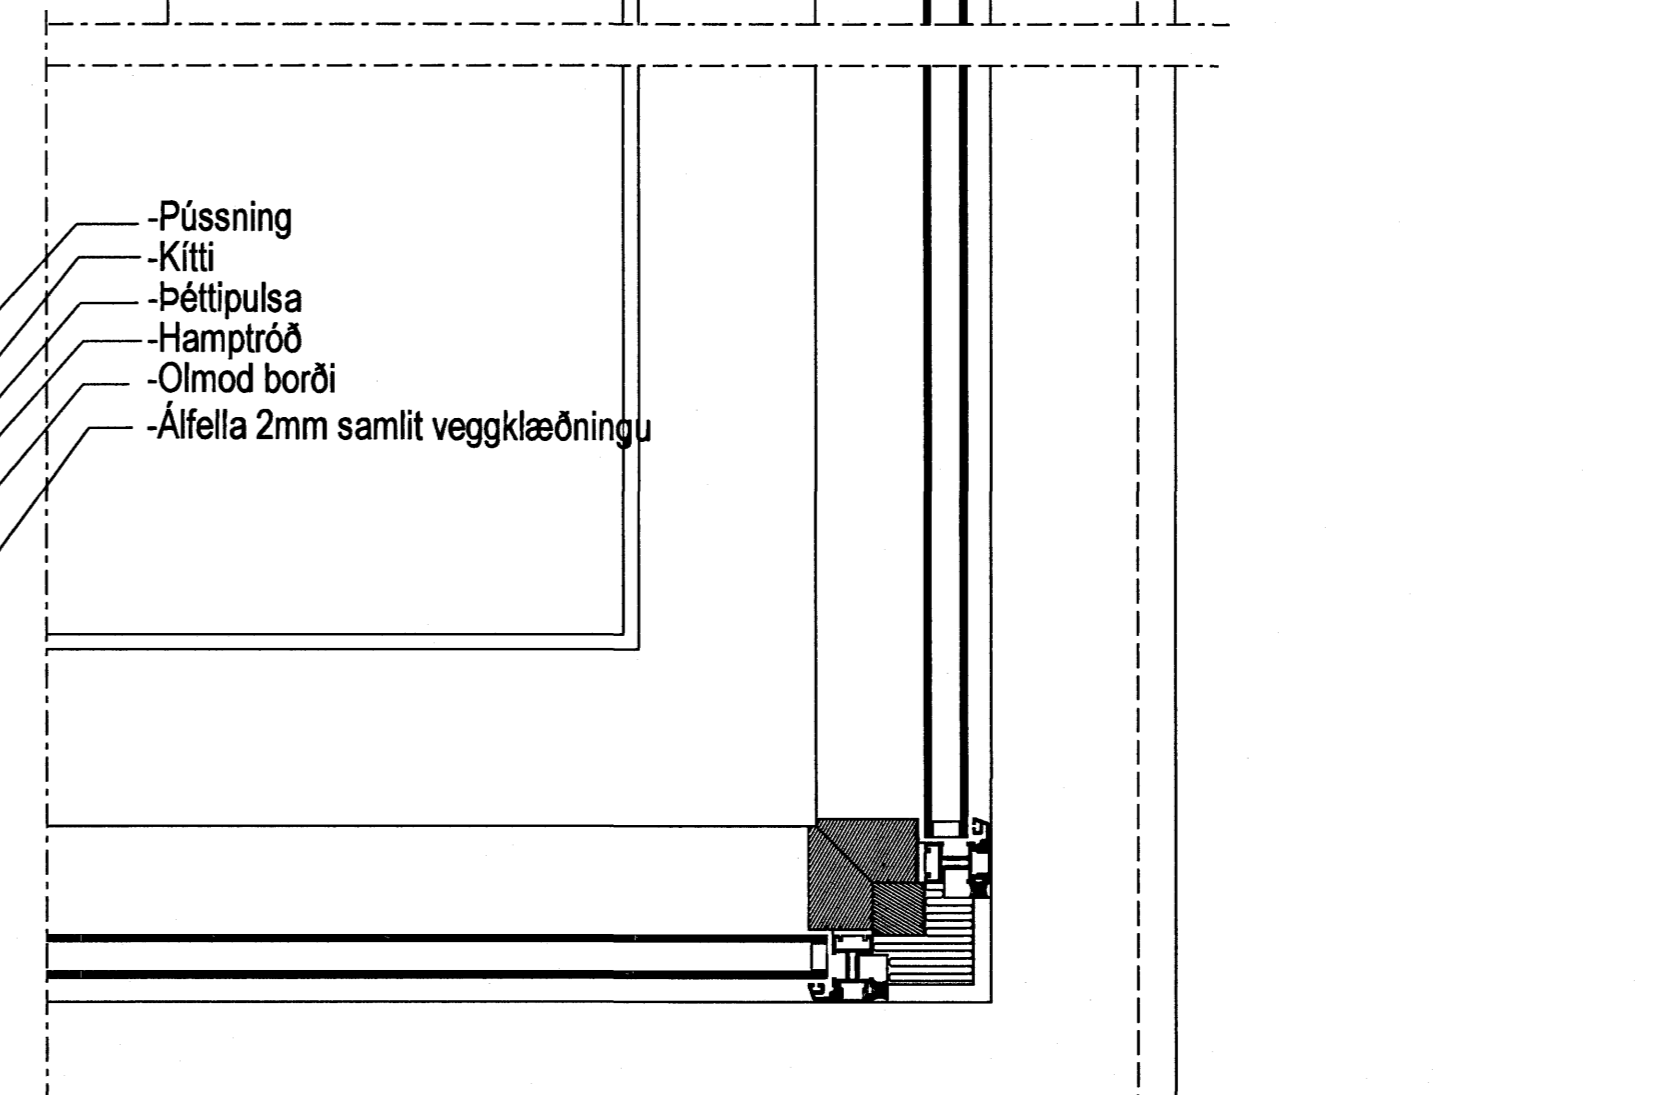 -Pússning
-Kítti
-Þéttipulsa
-Hamptróð
-Olmod borði
-Álfella 2mm samlit veggklæðningu